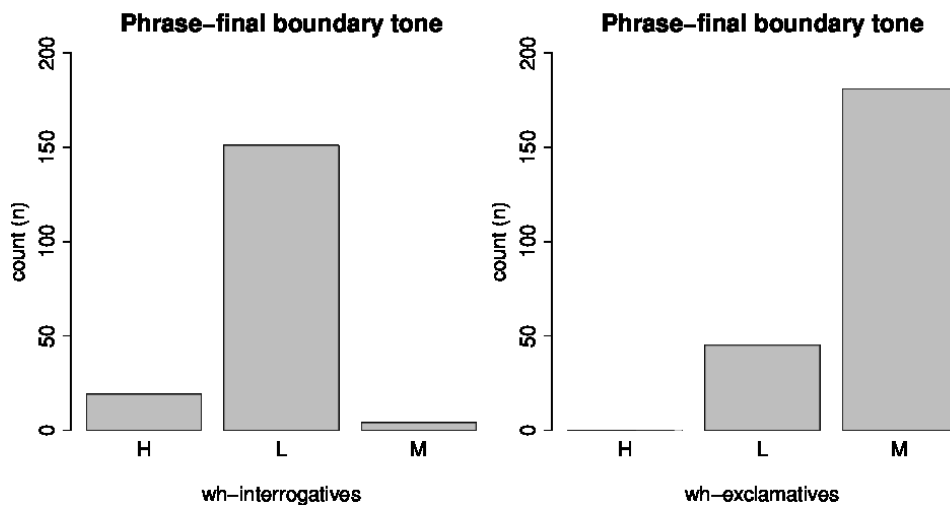 Phrase-final boundary tone
200
150
100
50
0
count (n)
H L M
wh-interrogatives
Phrase-final boundary tone
200
150
100
50
0
count (n)
H L M
wh-exclamatives